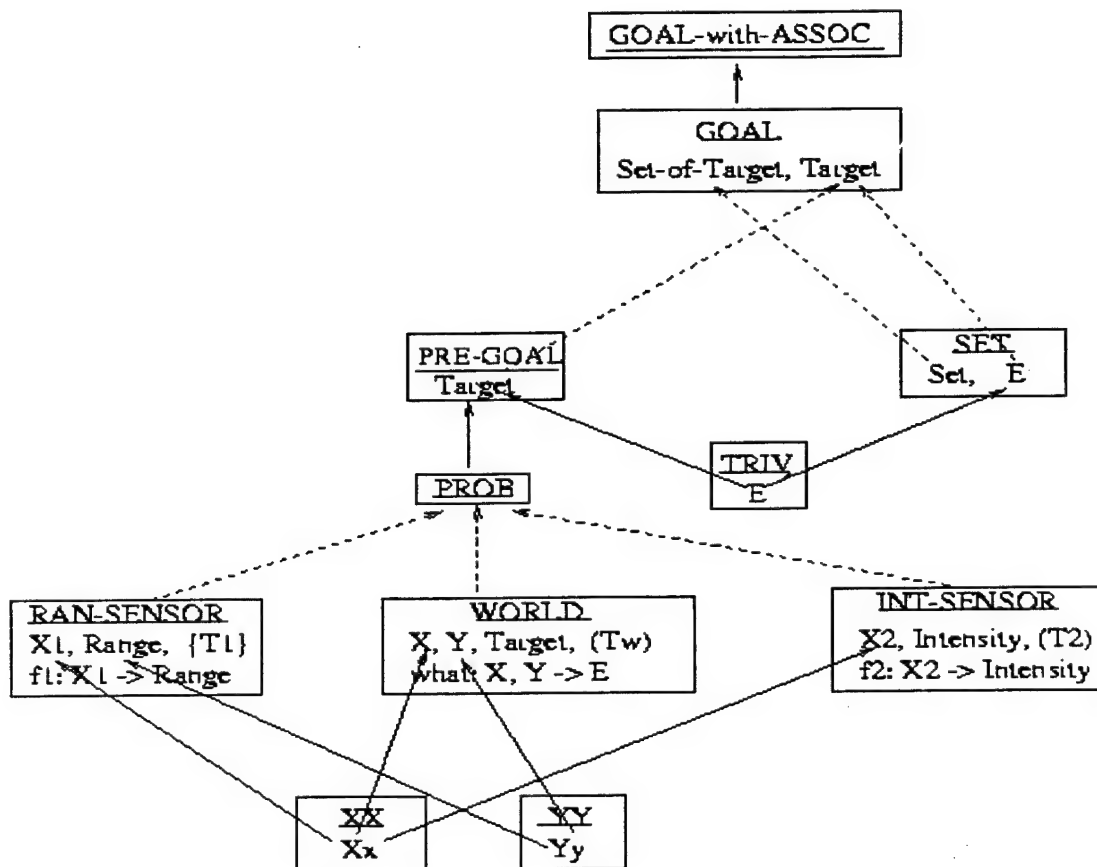 GOAL-with-ASSOC
GOAL
Set-of-Target, Target
PRE-GOAL
Target
SET
Set, E
TRIV
E
PROB
RAN-SENSOR
X1, Range, {T1}
f1: X1 -> Range
WORLD
X, Y, Target, (Tw)
what: X, Y -> E
INT-SENSOR
X2, Intensity, (T2)
f2: X2 -> Intensity
XX
Xx
YY
Yy